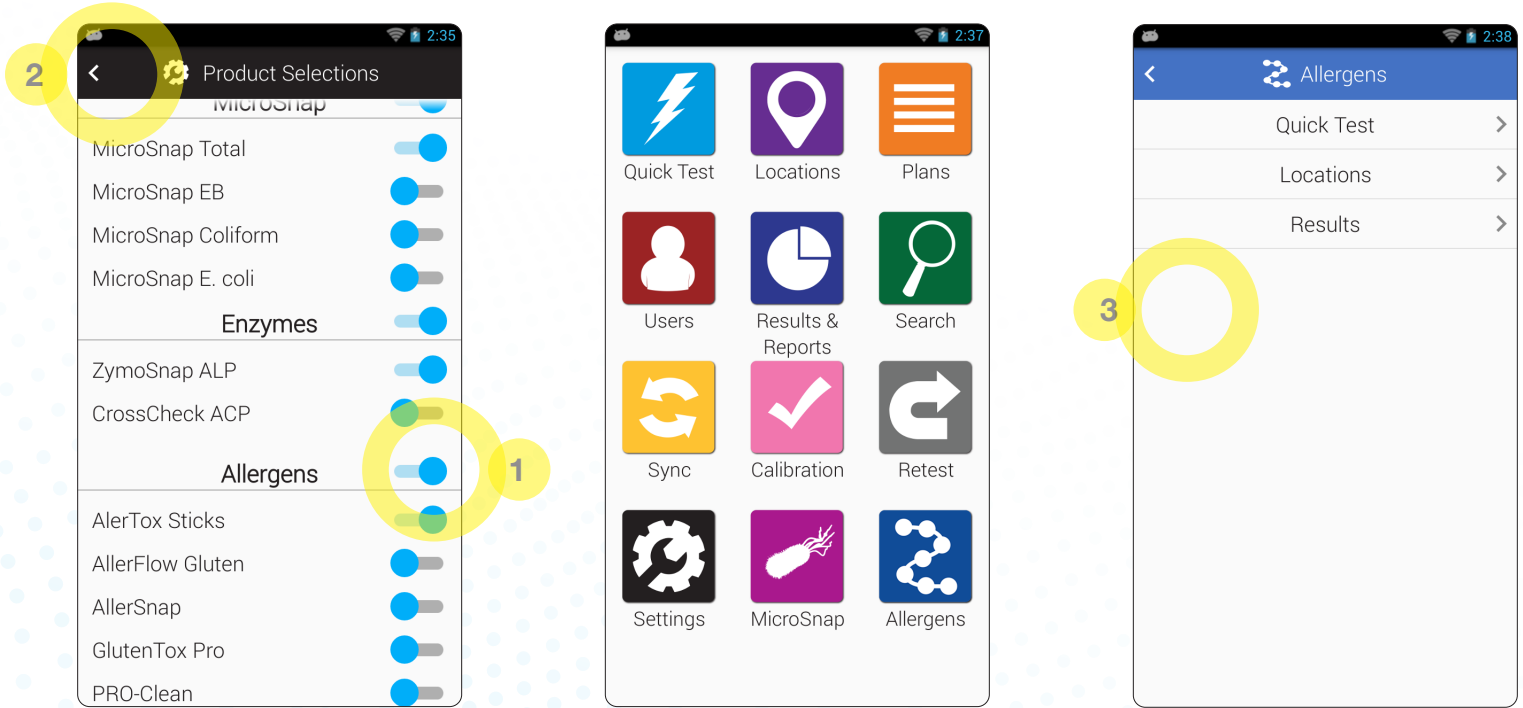 2:35
2
Product Selections
MicroSnap
MicroSnap Total
MicroSnap EB
MicroSnap Coliform
MicroSnap E. coli
Enzymes
ZymoSnap ALP
CrossCheck ACP
Allergens
1
AlerTox Sticks
AllerFlow Gluten
AllerSnap
GlutenTox Pro
PRO-Clean
2:37
Quick Test
Locations
Plans
Users
Results &
Reports
Search
Sync
Calibration
Retest
Settings
MicroSnap
Allergens
2:38
Allergens
Quick Test
Locations
Results
3